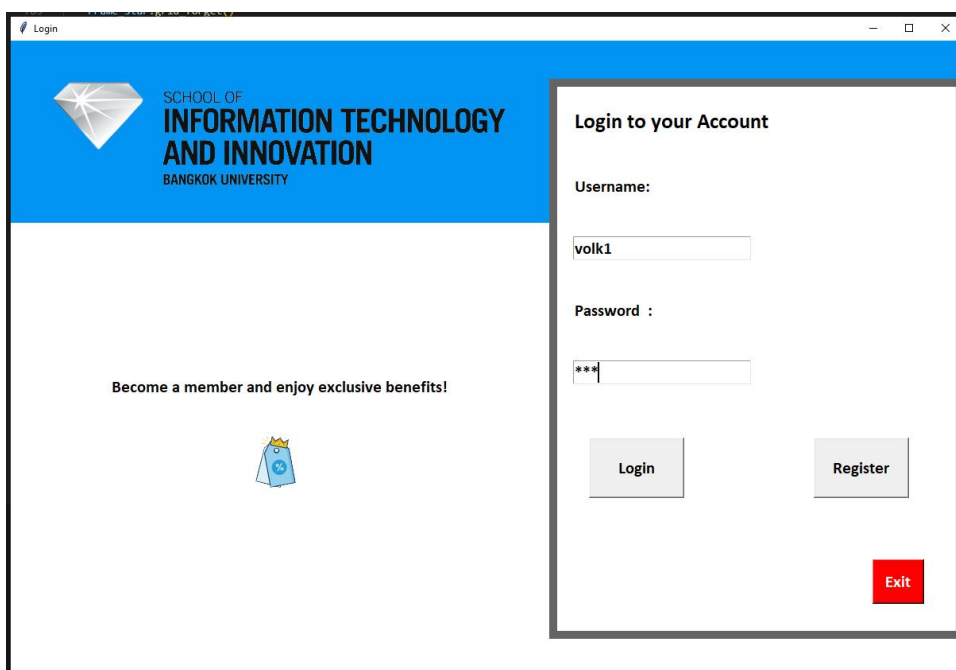 Login
SCHOOL OF
INFORMATION TECHNOLOGY
AND INNOVATION
BANGKOK UNIVERSITY
Become a member and enjoy exclusive benefits!
%
Login to your Account
Username:
volk1
Password :
***
Login Register
Exit